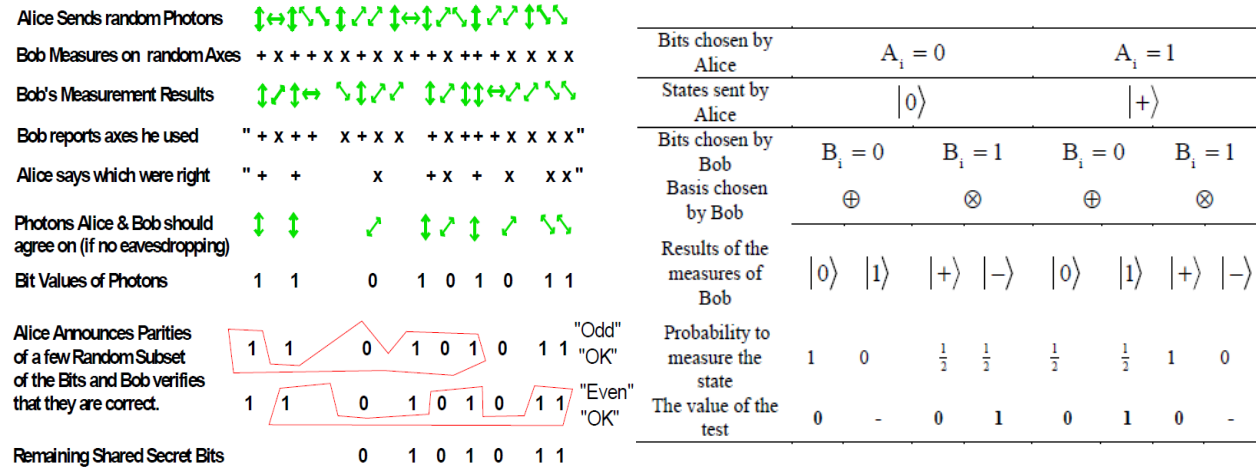 Alice Sends random Photons
Bob Measures on random Axes + x + + x x + x x + + x + + + x x x x
Bob's Measurement Results
Bob reports axes he used " + x + + x + x x + x + + + x x x x "
Alice says which were right " + + x + x + x x x "
Photons Alice & Bob should
agree on (if no eavesdropping)
Bit Values of Photons 1 1 0 1 0 1 0 1 1
Alice Announces Parities "Odd"
of a few Random Subset 1 1 0 1 0 1 0 1 1 "OK"
of the Bits and Bob verifies "Even"
that they are correct. 1 1 0 1 0 1 0 1 1 "OK"
Remaining Shared Secret Bits 0 1 0 1 0 1 1
Bits chosen by
Alice A_i = 0 A_i = 1
States sent by
Alice |0⟩ |+⟩
Bits chosen by
Bob B_i = 0 B_i = 1 B_i = 0 B_i = 1
Basis chosen
by Bob ⊕ ⊗ ⊕ ⊗
Results of the
measures of
Bob |0⟩ |1⟩ |+⟩ |−⟩ |0⟩ |1⟩ |+⟩ |−⟩
Probability to
measure the
state 1 0 1/2 1/2 1/2 1/2 1 0
The value of the
test 0 - 0 1 0 1 0 -